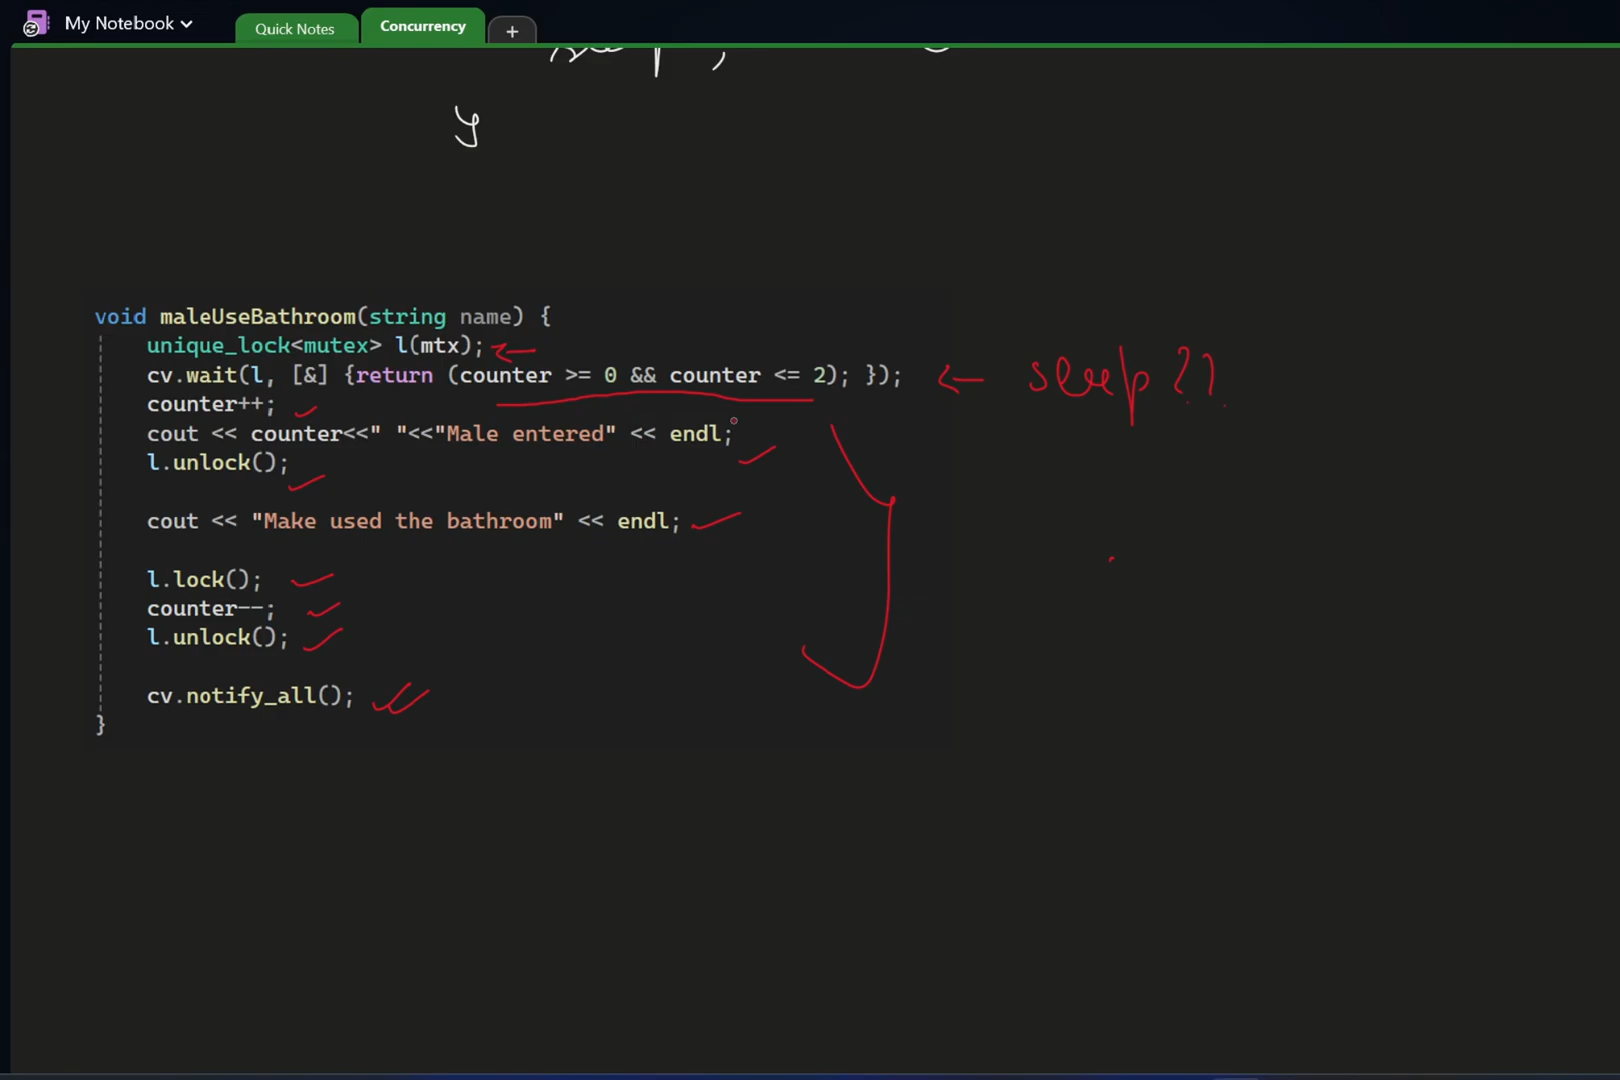 My Notebook
Quick Notes
Concurrency
+
y
void maleUseBathroom(string name) {
unique_lock<mutex> l(mtx);
cv.wait(l, [&] {return (counter >= 0 && counter <= 2); });
sleep??
counter++;
cout << counter<<" "<<"Male entered" << endl;
l.unlock();
cout << "Make used the bathroom" << endl;
l.lock();
counter--;
l.unlock();
cv.notify_all();
}